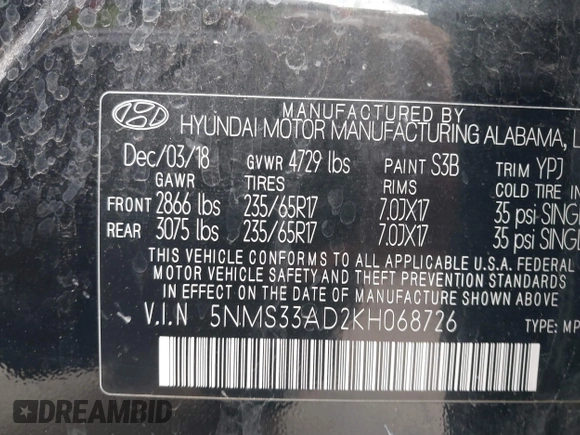 MANUFACTURED BY
HYUNDAI MOTOR MANUFACTURING ALABAMA, L
Dec/03/18 GVWR 4729 lbs PAINT S3B TRIM YPJ
GAWR TIRES RIMS COLD TIRE IN
FRONT 2866 lbs 235/65R17 7.0JX17 35 psi SINGL
REAR 3075 lbs 235/65R17 7.0JX17 35 psi SINGLE
THIS VEHICLE CONFORMS TO ALL APPLICABLE U.S.A. FEDERAL
MOTOR VEHICLE SAFETY AND THEFT PREVENTION STANDARDS
IN EFFECT ON THE DATE OF MANUFACTURE SHOWN ABOVE.
V.I.N 5NMS33AD2KH068726 TYPE: MP
DREAMBID